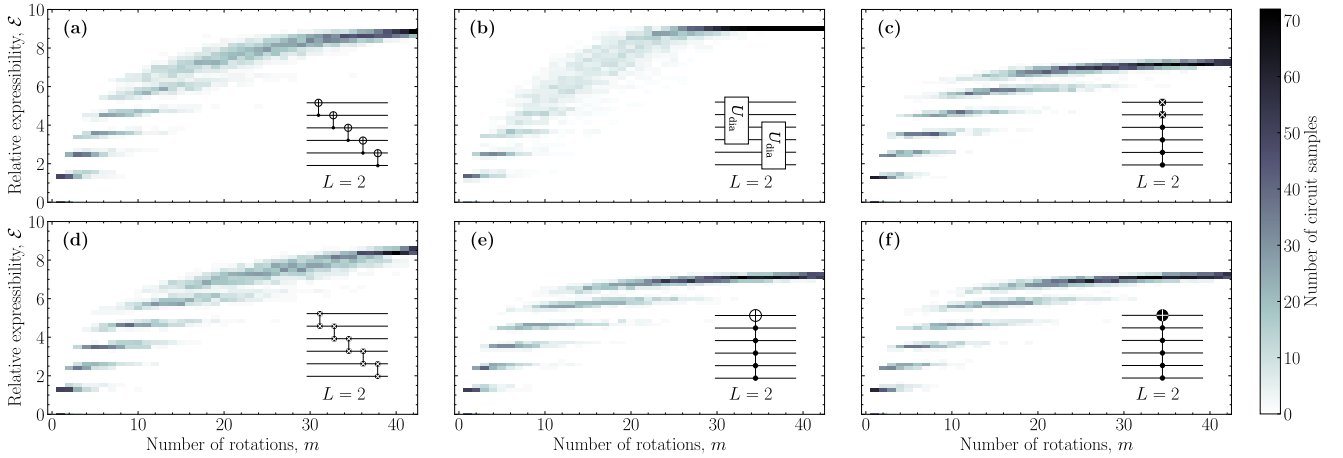 10
8
6
4
2
0
Relative expressibility, ℰ
(a)
L = 2
(b)
U_dia
U_dia
L = 2
(c)
L = 2
70
60
50
40
30
20
10
0
Number of circuit samples
10
8
6
4
2
0
Relative expressibility, ℰ
(d)
L = 2
(e)
L = 2
(f)
L = 2
0 10 20 30 40
Number of rotations, m
0 10 20 30 40
Number of rotations, m
0 10 20 30 40
Number of rotations, m